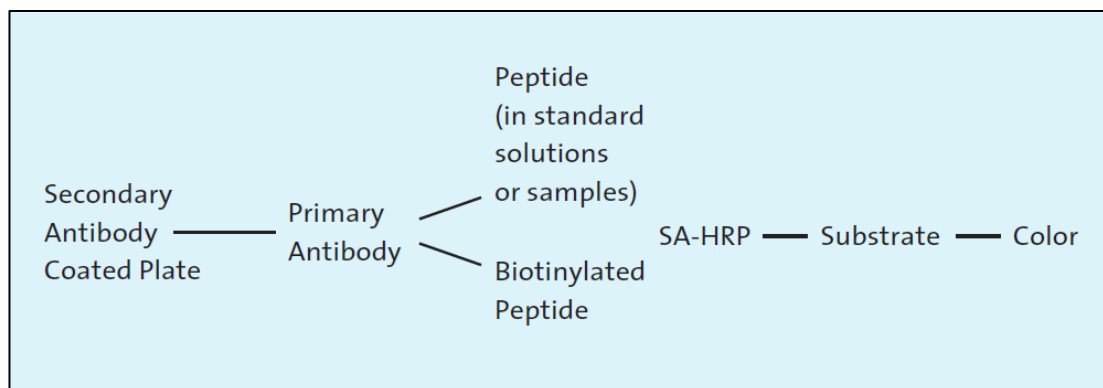 Secondary
Antibody
Coated Plate
Primary
Antibody
Peptide
(in standard
solutions
or samples)
Biotinylated
Peptide
SA-HRP
Substrate
Color